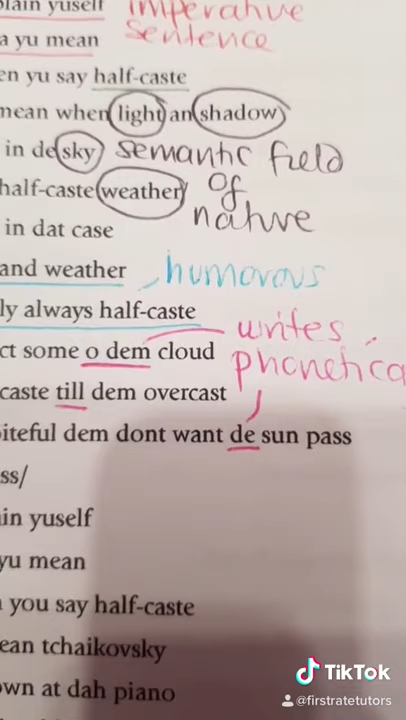 plain yuself imperative
a yu mean sentence
en yu say half-caste
mean when light an shadow
in de sky semantic field
half-caste weather of
nature
in dat case
and weather humorous
ly always half-caste
writes
ct some o dem cloud
phonetica
caste till dem overcast
iteful dem dont want de sun pass
ss/
in yuself
yu mean
you say half-caste
ean tchaikovsky
own at dah piano
TikTok
@firstratetutors